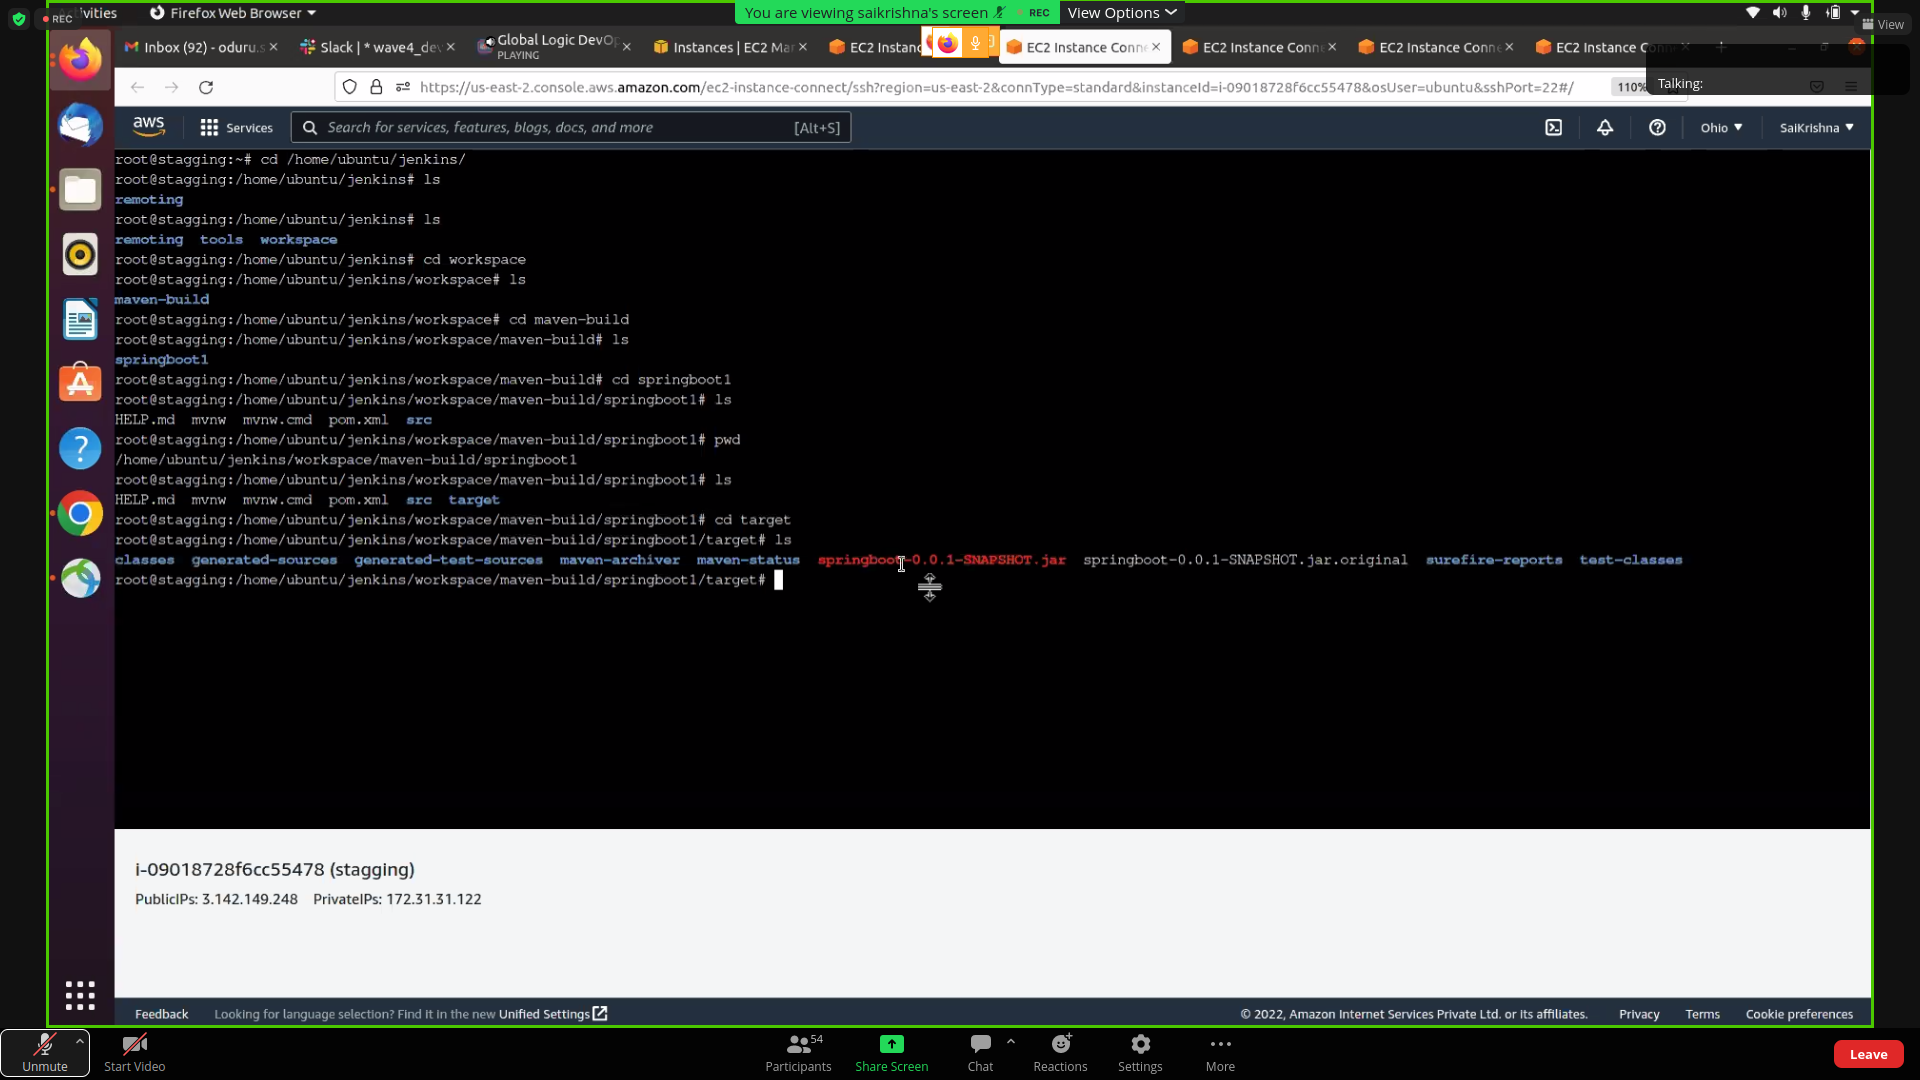 REC
Activities
Firefox Web Browser
You are viewing saikrishna's screen
REC
View Options
View
Inbox (92) - oduru.s
Slack | * wave4_de
Global Logic DevOp
PLAYING
Instances | EC2 Ma
EC2 Instanc
EC2 Instance Conne
EC2 Instance Conn
EC2 Instance Conn
EC2 Instance C
https://us-east-2.console.aws.amazon.com/ec2-instance-connect/ssh?region=us-east-2&connType=standard&instanceId=i-09018728f6cc55478&osUser=ubuntu&sshPort=22#/
110%
Talking:
aws
Services
Search for services, features, blogs, docs, and more
[Alt+S]
Ohio
SaiKrishna
root@stagging:~# cd /home/ubuntu/jenkins/
root@stagging:/home/ubuntu/jenkins# ls
remoting
root@stagging:/home/ubuntu/jenkins# ls
remoting tools workspace
root@stagging:/home/ubuntu/jenkins# cd workspace
root@stagging:/home/ubuntu/jenkins/workspace# ls
maven-build
root@stagging:/home/ubuntu/jenkins/workspace# cd maven-build
root@stagging:/home/ubuntu/jenkins/workspace/maven-build# ls
springboot1
root@stagging:/home/ubuntu/jenkins/workspace/maven-build# cd springboot1
root@stagging:/home/ubuntu/jenkins/workspace/maven-build/springboot1# ls
HELP.md mvnw mvnw.cmd pom.xml src
root@stagging:/home/ubuntu/jenkins/workspace/maven-build/springboot1# pwd
/home/ubuntu/jenkins/workspace/maven-build/springboot1
root@stagging:/home/ubuntu/jenkins/workspace/maven-build/springboot1# ls
HELP.md mvnw mvnw.cmd pom.xml src target
root@stagging:/home/ubuntu/jenkins/workspace/maven-build/springboot1# cd target
root@stagging:/home/ubuntu/jenkins/workspace/maven-build/springboot1/target# ls
classes generated-sources generated-test-sources maven-archiver maven-status springboot-0.0.1-SNAPSHOT.jar springboot-0.0.1-SNAPSHOT.jar.original surefire-reports test-classes
root@stagging:/home/ubuntu/jenkins/workspace/maven-build/springboot1/target#
i-09018728f6cc55478 (stagging)
PublicIPs: 3.142.149.248 PrivateIPs: 172.31.31.122
Feedback
Looking for language selection? Find it in the new Unified Settings
© 2022, Amazon Internet Services Private Ltd. or its affiliates.
Privacy
Terms
Cookie preferences
Unmute
Start Video
54
Participants
Share Screen
Chat
Reactions
Settings
More
Leave